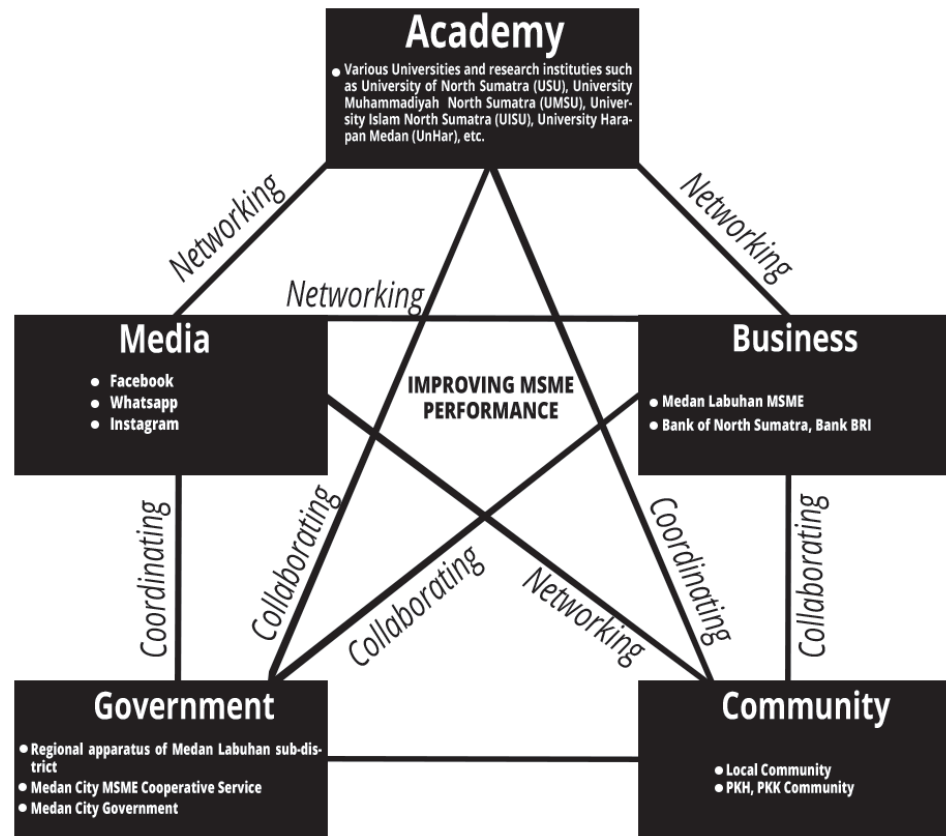 Academy
● Various Universities and research instituties such
as University of North Sumatra (USU), University
Muhammadiyah North Sumatra (UMSU), Univer-
sity Islam North Sumatra (UISU), University Hara-
pan Medan (UnHar), etc.
Networking
Networking
Networking
Media
● Facebook
● Whatsapp
● Instagram
IMPROVING MSME
PERFORMANCE
Business
● Medan Labuhan MSME
● Bank of North Sumatra, Bank BRI
Coordinating
Collaborating
Collaborating
Networking
Coordinating
Collaborating
Government
● Regional apparatus of Medan Labuhan sub-dis-
trict
● Medan City MSME Cooperative Service
● Medan City Government
Community
● Local Community
● PKH, PKK Community